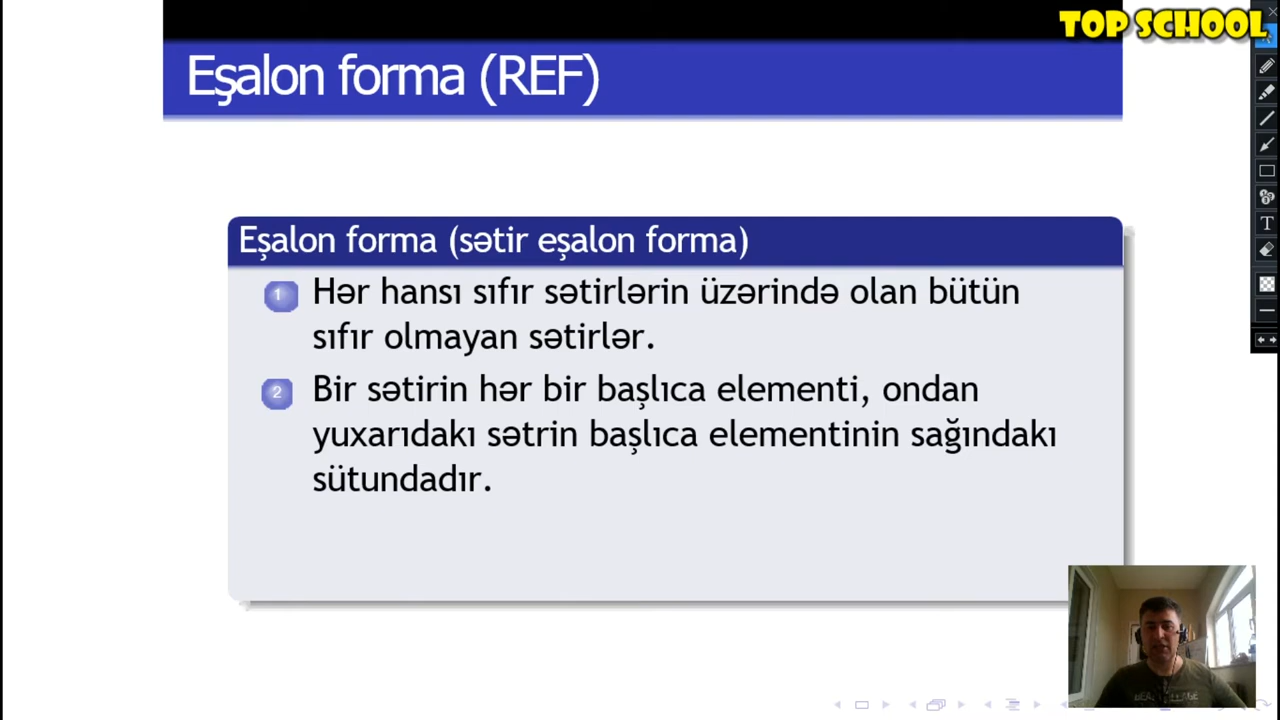 TOP SCHOOL
Eşalon forma (REF)
Eşalon forma (sətir eşalon forma)
1 Hər hansı sıfır sətirlərin üzərində olan bütün
sıfır olmayan sətirlər.
2 Bir sətirin hər bir başlıca elementi, ondan
yuxarıdakı sətrin başlıca elementinin sağındakı
sütundadır.
T